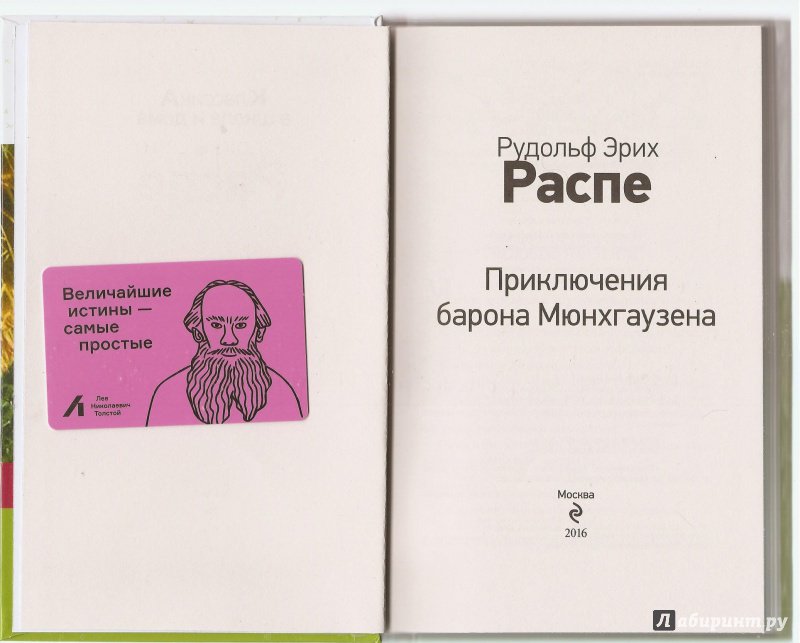 Величайшие
истины —
самые
простые
Лев
Николаевич
Толстой
Рудольф Эрих
Распе
Приключения
барона Мюнхгаузена
Москва
2016
Лабиринт.ру